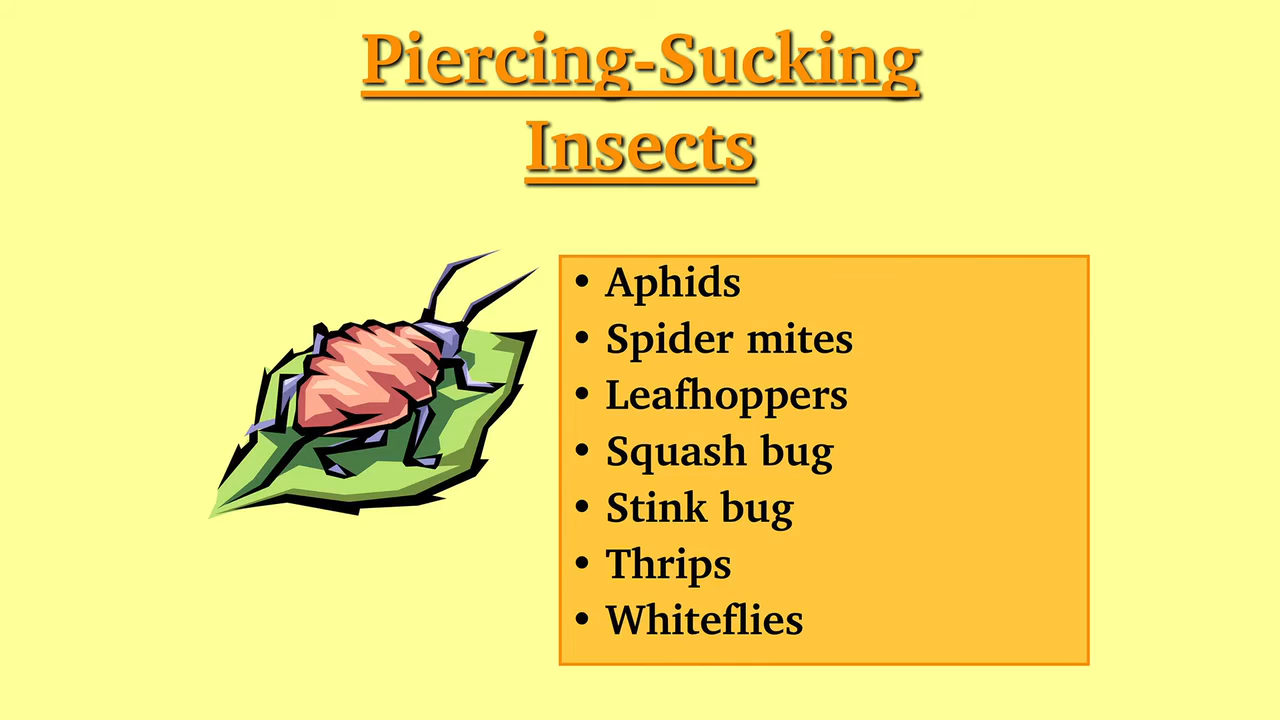 Piercing-Sucking
Insects
• Aphids
• Spider mites
• Leafhoppers
• Squash bug
• Stink bug
• Thrips
• Whiteflies